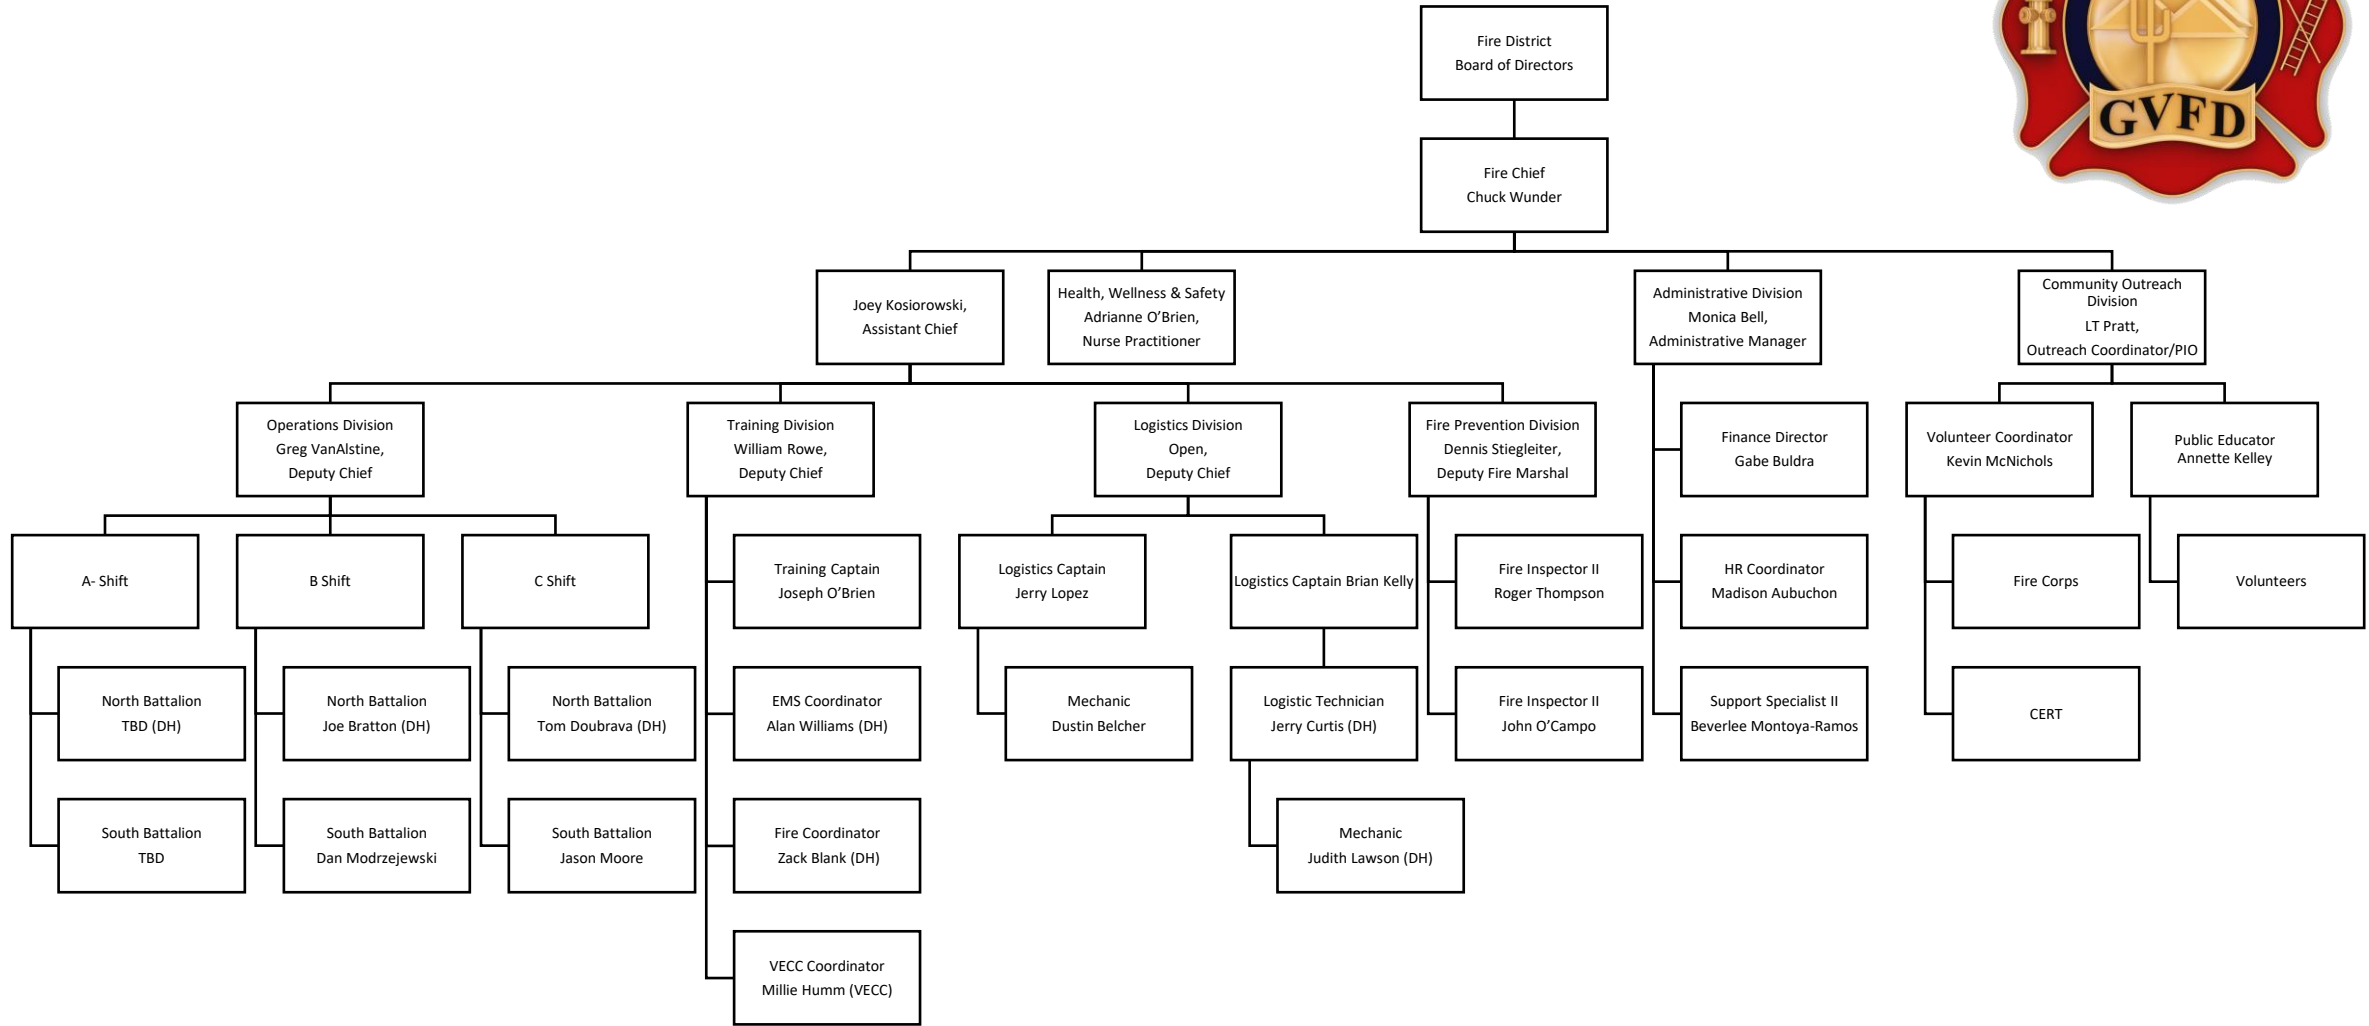 GVFD
Fire District
Board of Directors
Fire Chief
Chuck Wunder
Joey Kosiorowski,
Assistant Chief
Health, Wellness & Safety
Adrianne O’Brien,
Nurse Practitioner
Administrative Division
Monica Bell,
Administrative Manager
Community Outreach
Division
LT Pratt,
Outreach Coordinator/PIO
Operations Division
Greg VanAlstine,
Deputy Chief
Training Division
William Rowe,
Deputy Chief
Logistics Division
Open,
Deputy Chief
Fire Prevention Division
Dennis Stiegleiter,
Deputy Fire Marshal
Finance Director
Gabe Buldra
Volunteer Coordinator
Kevin McNichols
Public Educator
Annette Kelley
A- Shift
B Shift
C Shift
Training Captain
Joseph O’Brien
Logistics Captain
Jerry Lopez
Logistics Captain Brian Kelly
Fire Inspector II
Roger Thompson
HR Coordinator
Madison Aubuchon
Fire Corps
Volunteers
North Battalion
TBD (DH)
North Battalion
Joe Bratton (DH)
North Battalion
Tom Doubrava (DH)
EMS Coordinator
Alan Williams (DH)
Mechanic
Dustin Belcher
Logistic Technician
Jerry Curtis (DH)
Fire Inspector II
John O’Campo
Support Specialist II
Beverlee Montoya-Ramos
CERT
South Battalion
TBD
South Battalion
Dan Modrzejewski
South Battalion
Jason Moore
Fire Coordinator
Zack Blank (DH)
Mechanic
Judith Lawson (DH)
VECC Coordinator
Millie Humm (VECC)